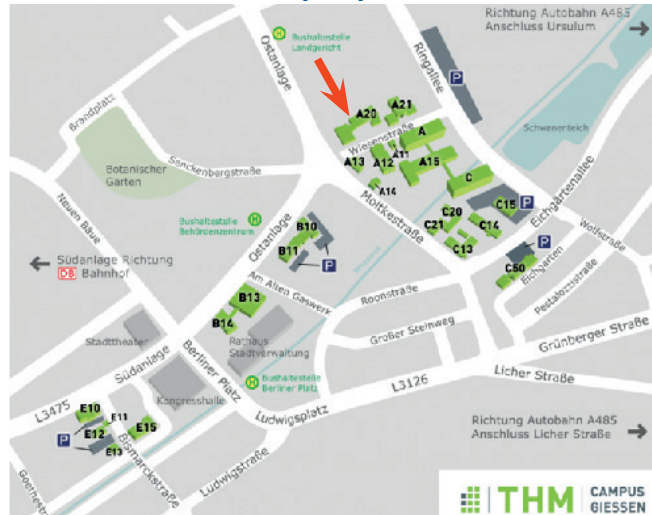 Richtung Autobahn A485
Anschluss Ursulum
Bushaltestelle
Landgericht
Ostanlage
Ringallee
P
A20
A21
Wiesenstraße
A
A11
A13
A12
A15
A14
C
Schwanenteich
Brandplatz
Botanischer
Garten
Senckenbergstraße
Neuen Bäue
Moltkestraße
C15
P
C20
C21
C14
C13
Eichgärtenallee
Wolfstraße
Bushaltestelle
Behördenzentrum
Ostanlage
B10
B11
P
P
C50
Eichgarten
Pestalozzistraße
Südanlage Richtung
DB Bahnhof
Am Alten Gaswerk
B13
B14
Roonstraße
Großer Steinweg
Grünberger Straße
Stadttheater
Rathaus
Stadtverwaltung
Berliner Platz
Südanlage
Kongresshalle
Bushaltestelle
Berliner Platz
L3126
Licher Straße
L3475
Ludwigsplatz
E10
E11
E12
E13
E15
P
Bismarckstraße
Ludwigstraße
Goethestr
Richtung Autobahn A485
Anschluss Licher Straße
THM CAMPUS
GIESSEN